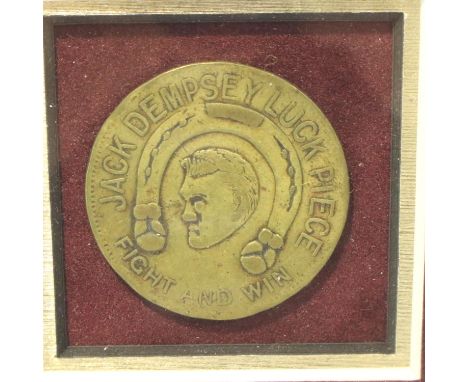 JACK DEMPSEY LUCK PIECE
FIGHT AND WIN